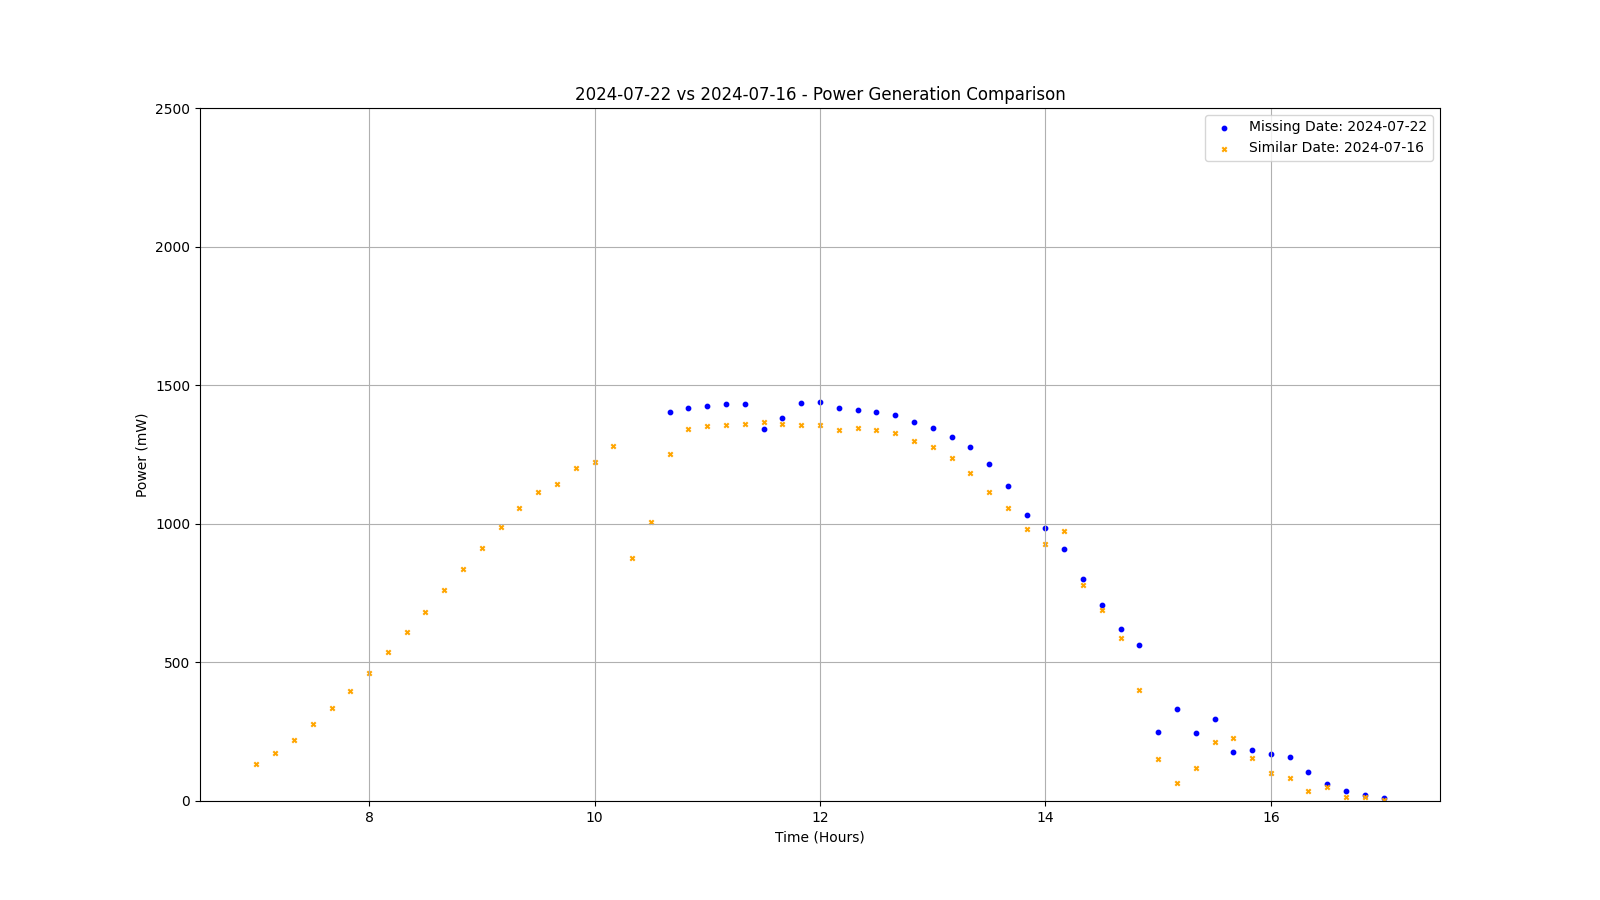 2024-07-22 vs 2024-07-16 - Power Generation Comparison
Missing Date: 2024-07-22
Similar Date: 2024-07-16
2500
2000
1500
1000
500
0
Power (mW)
8
10
12
14
16
Time (Hours)